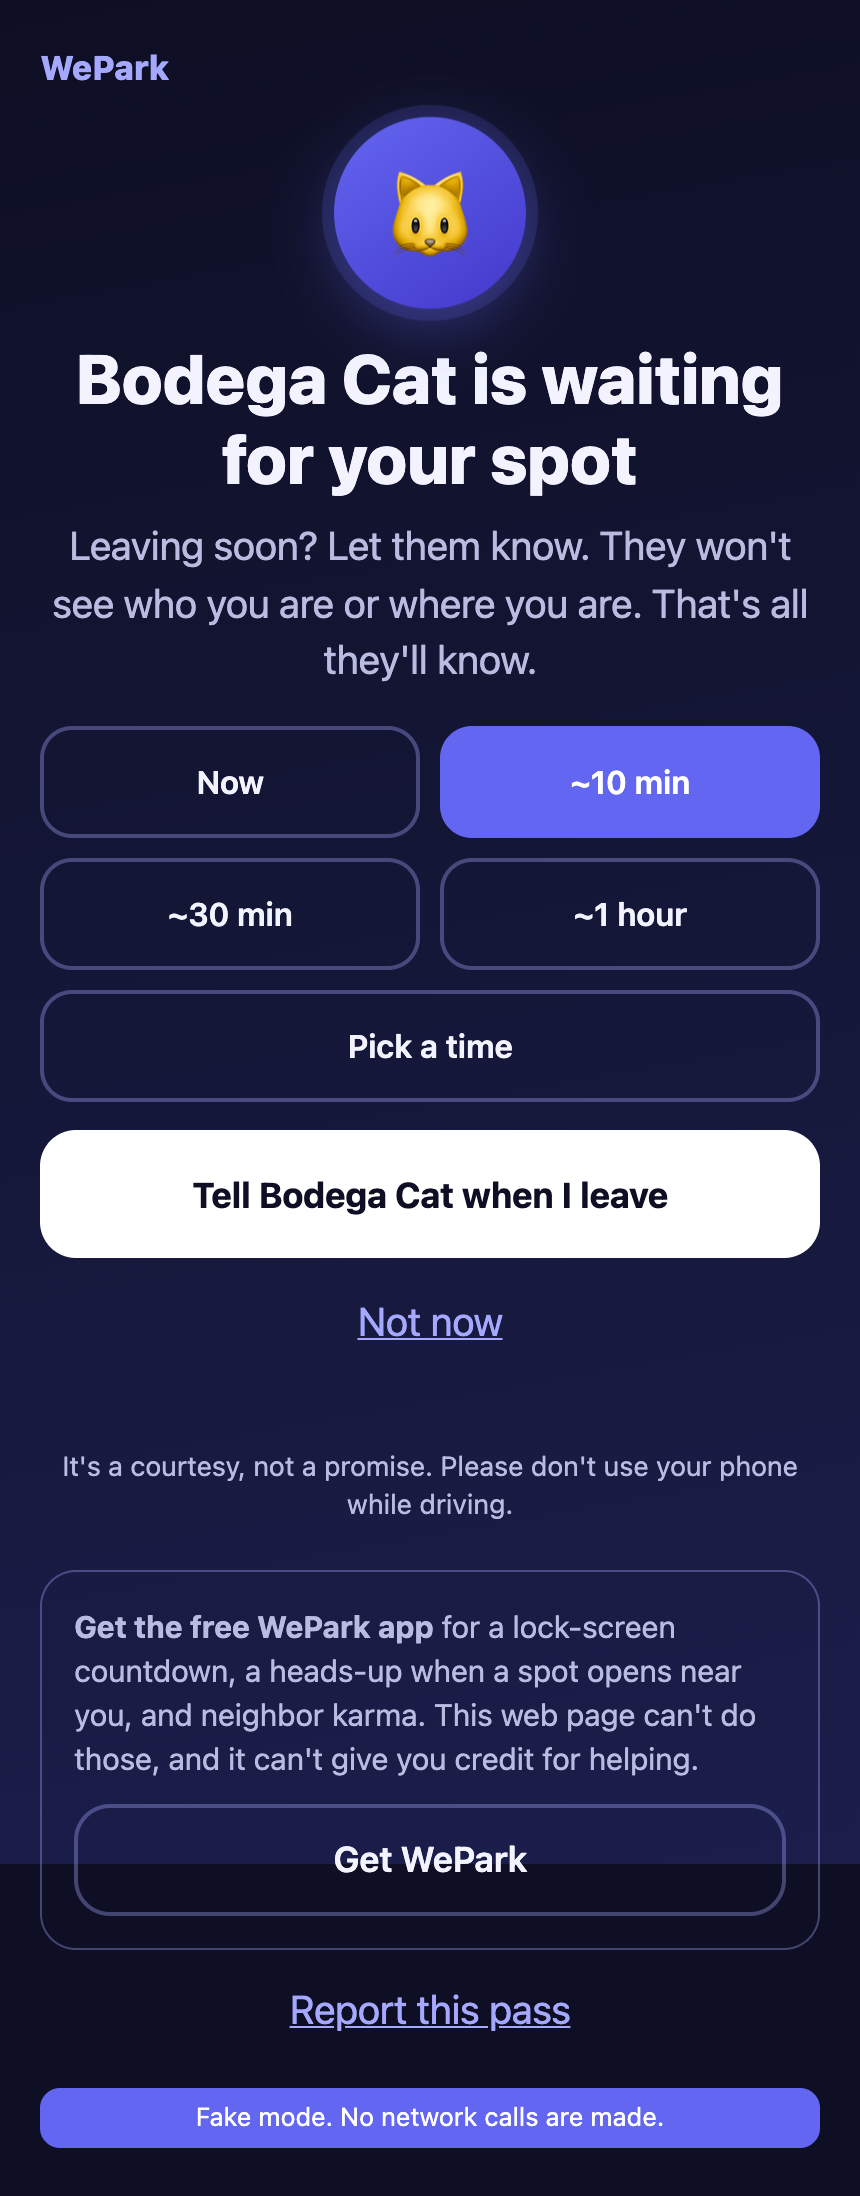 WePark
Bodega Cat is waiting
for your spot
Leaving soon? Let them know. They won't
see who you are or where you are. That's all
they'll know.
Now
~10 min
~30 min
~1 hour
Pick a time
Tell Bodega Cat when I leave
Not now
It's a courtesy, not a promise. Please don't use your phone
while driving.
Get the free WePark app for a lock-screen
countdown, a heads-up when a spot opens near
you, and neighbor karma. This web page can't do
those, and it can't give you credit for helping.
Get WePark
Report this pass
Fake mode. No network calls are made.